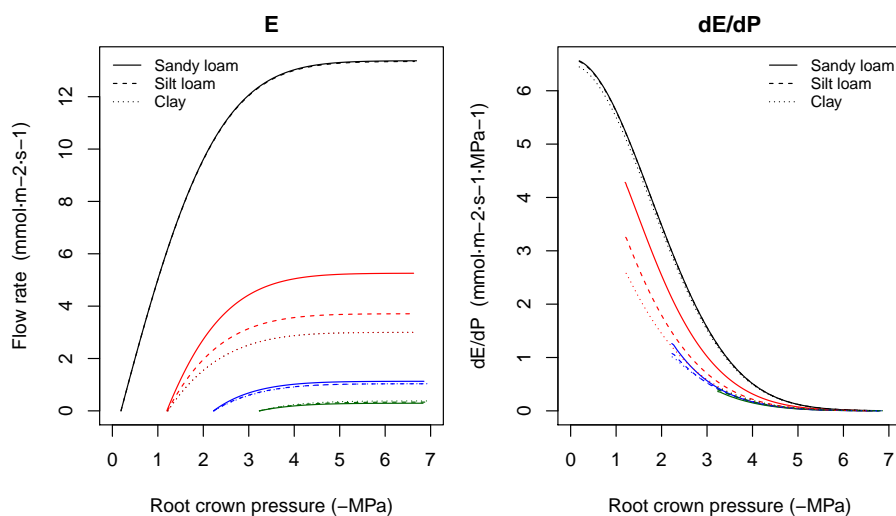 E
Sandy loam
Silt loam
Clay
Flow rate (mmol·m−2·s−1)
0 2 4 6 8 10 12
0 1 2 3 4 5 6 7
Root crown pressure (−MPa)
dE/dP
Sandy loam
Silt loam
Clay
dE/dP (mmol·m−2·s−1·MPa−1)
0 1 2 3 4 5 6
0 1 2 3 4 5 6 7
Root crown pressure (−MPa)